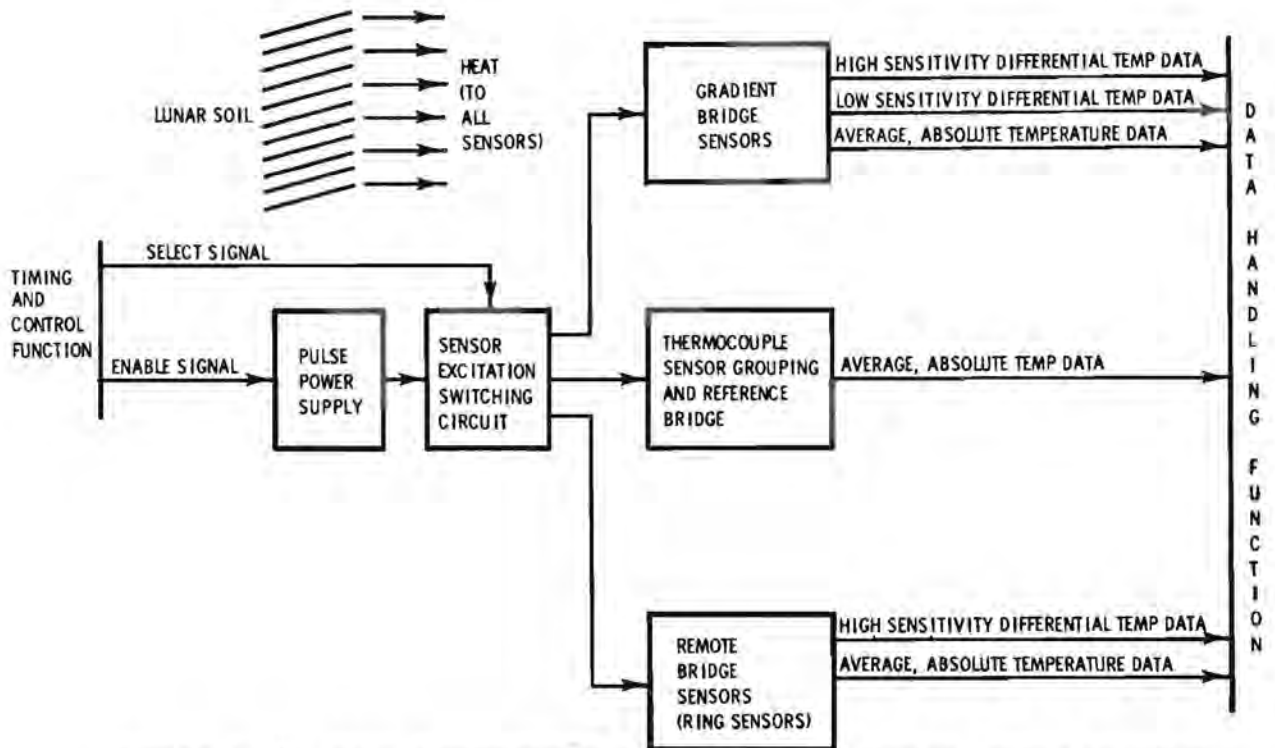 LUNAR SOIL
HEAT
(TO
ALL
SENSORS)
GRADIENT
BRIDGE
SENSORS
HIGH SENSITIVITY DIFFERENTIAL TEMP DATA
LOW SENSITIVITY DIFFERENTIAL TEMP DATA
AVERAGE, ABSOLUTE TEMPERATURE DATA
TIMING
AND
CONTROL
FUNCTION
SELECT SIGNAL
ENABLE SIGNAL
PULSE
POWER
SUPPLY
SENSOR
EXCITATION
SWITCHING
CIRCUIT
THERMOCOUPLE
SENSOR GROUPING
AND REFERENCE
BRIDGE
AVERAGE, ABSOLUTE TEMP DATA
REMOTE
BRIDGE
SENSORS
(RING SENSORS)
HIGH SENSITIVITY DIFFERENTIAL TEMP DATA
AVERAGE, ABSOLUTE TEMPERATURE DATA
DATA HANDLING FUNCTION